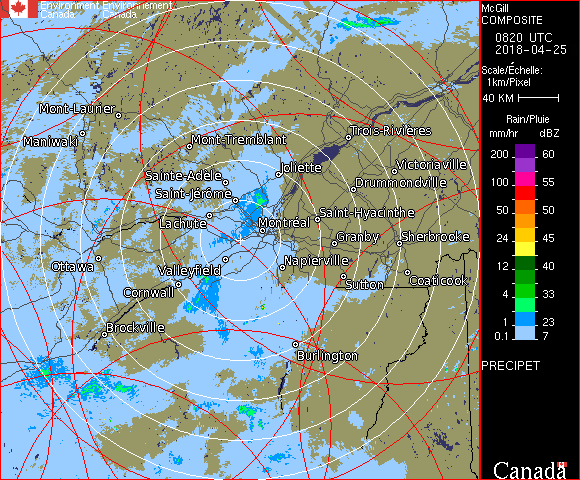 Environment Environnement
Canada Canada
McGill
COMPOSITE
0820 UTC
2018-04-25
Scale/Échelle:
1km/Pixel
40 KM
Rain/Pluie
mm/hr dBZ
200 60
100 55
50 50
24 45
12 40
8 35
4 30
1 23
0.1 7
PRECIPET
Canada
Mont-Laurier
Maniwaki
Mont-Tremblant
Trois-Rivières
Joliette
Victoriaville
Sainte-Adèle
Drummondville
Saint-Jérôme
Saint-Hyacinthe
Lachute
Montréal
Granby
Sherbrooke
Ottawa
Valleyfield
Napierville
Cornwall
Sutton
Coaticook
Brockville
Burlington